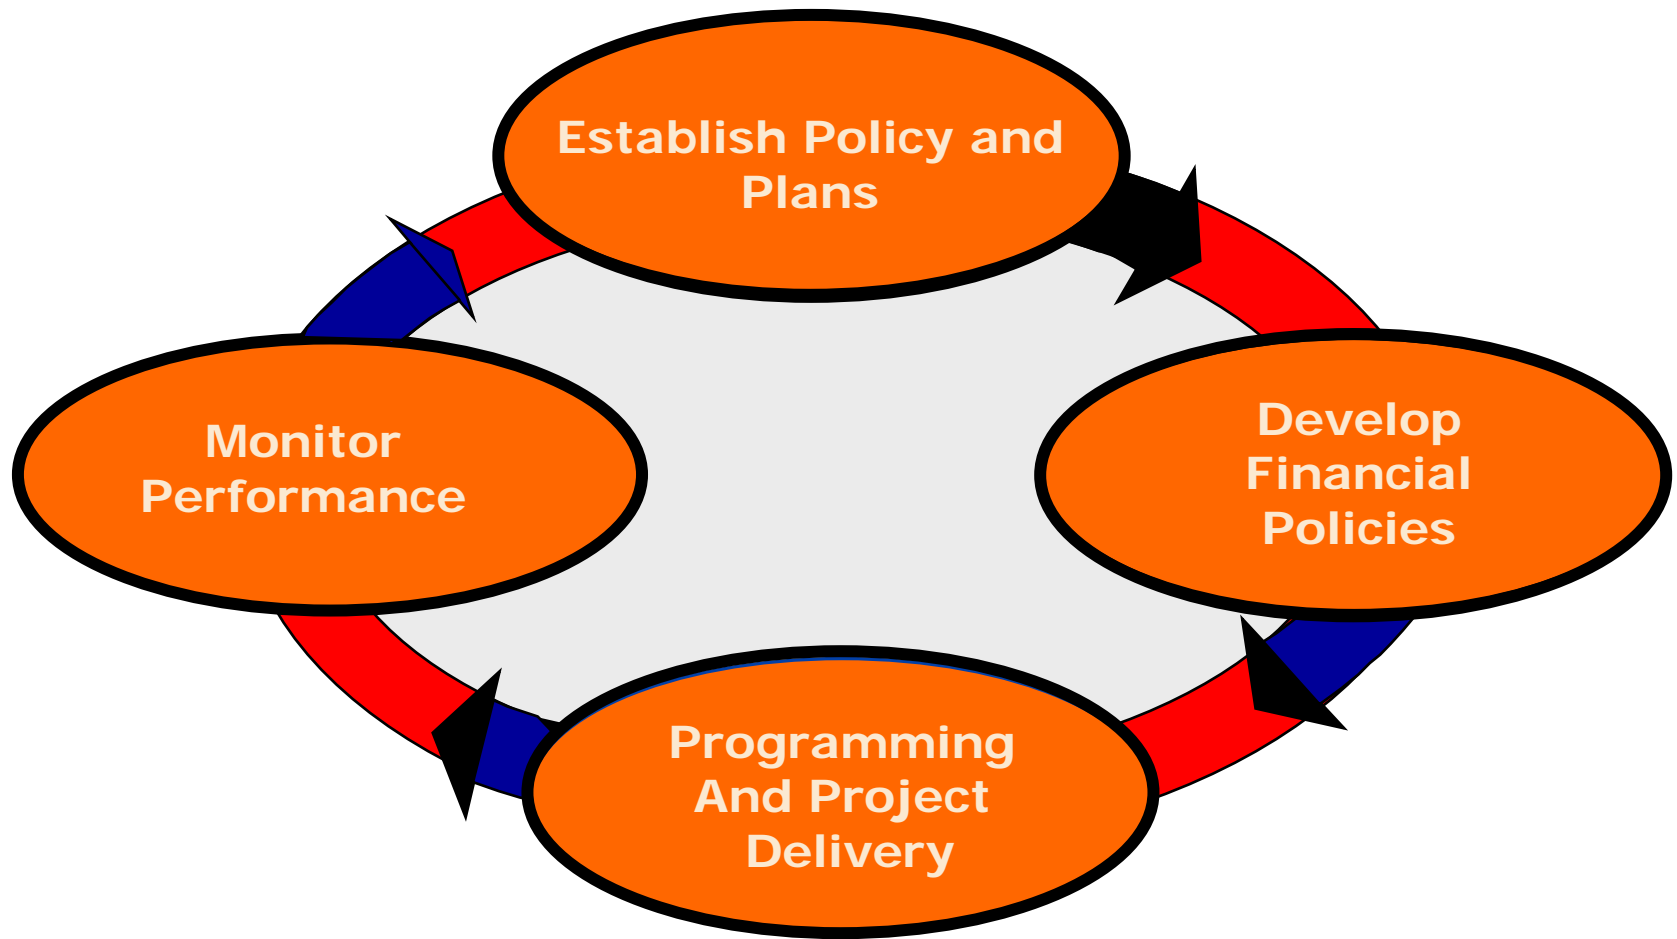 Establish Policy and
Plans
Monitor
Performance
Develop
Financial
Policies
Programming
And Project
Delivery